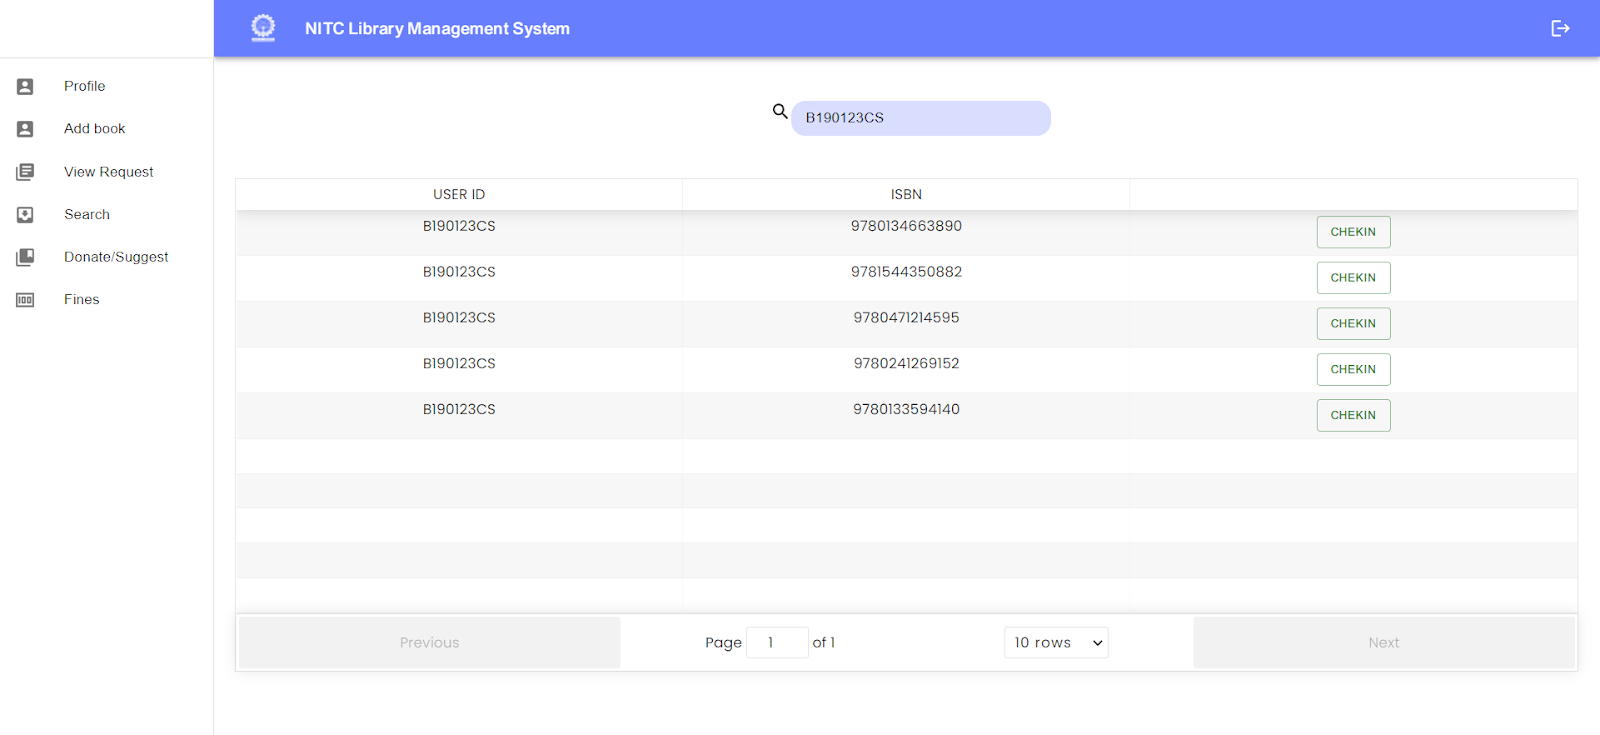 NITC Library Management System
Profile
Add book
View Request
Search
Donate/Suggest
Fines
B190123CS
USER ID ISBN
B190123CS 9780134663890 CHEKIN
B190123CS 9781544350882 CHEKIN
B190123CS 9780471214595 CHEKIN
B190123CS 9780241269152 CHEKIN
B190123CS 9780133594140 CHEKIN
Previous Page 1 of 1 10 rows Next